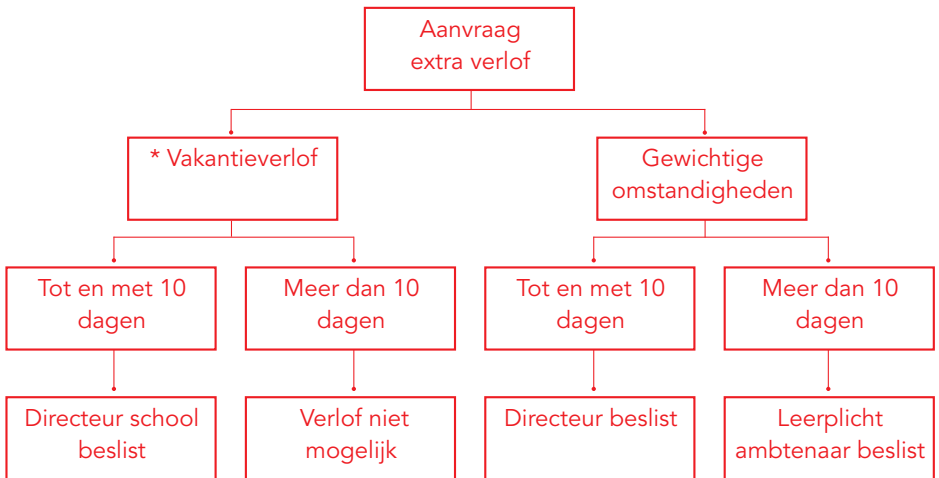 Aanvraag
extra verlof
* Vakantieverlof
Gewichtige
omstandigheden
Tot en met 10
dagen
Meer dan 10
dagen
Tot en met 10
dagen
Meer dan 10
dagen
Directeur school
beslist
Verlof niet
mogelijk
Directeur beslist
Leerplicht
ambtenaar beslist